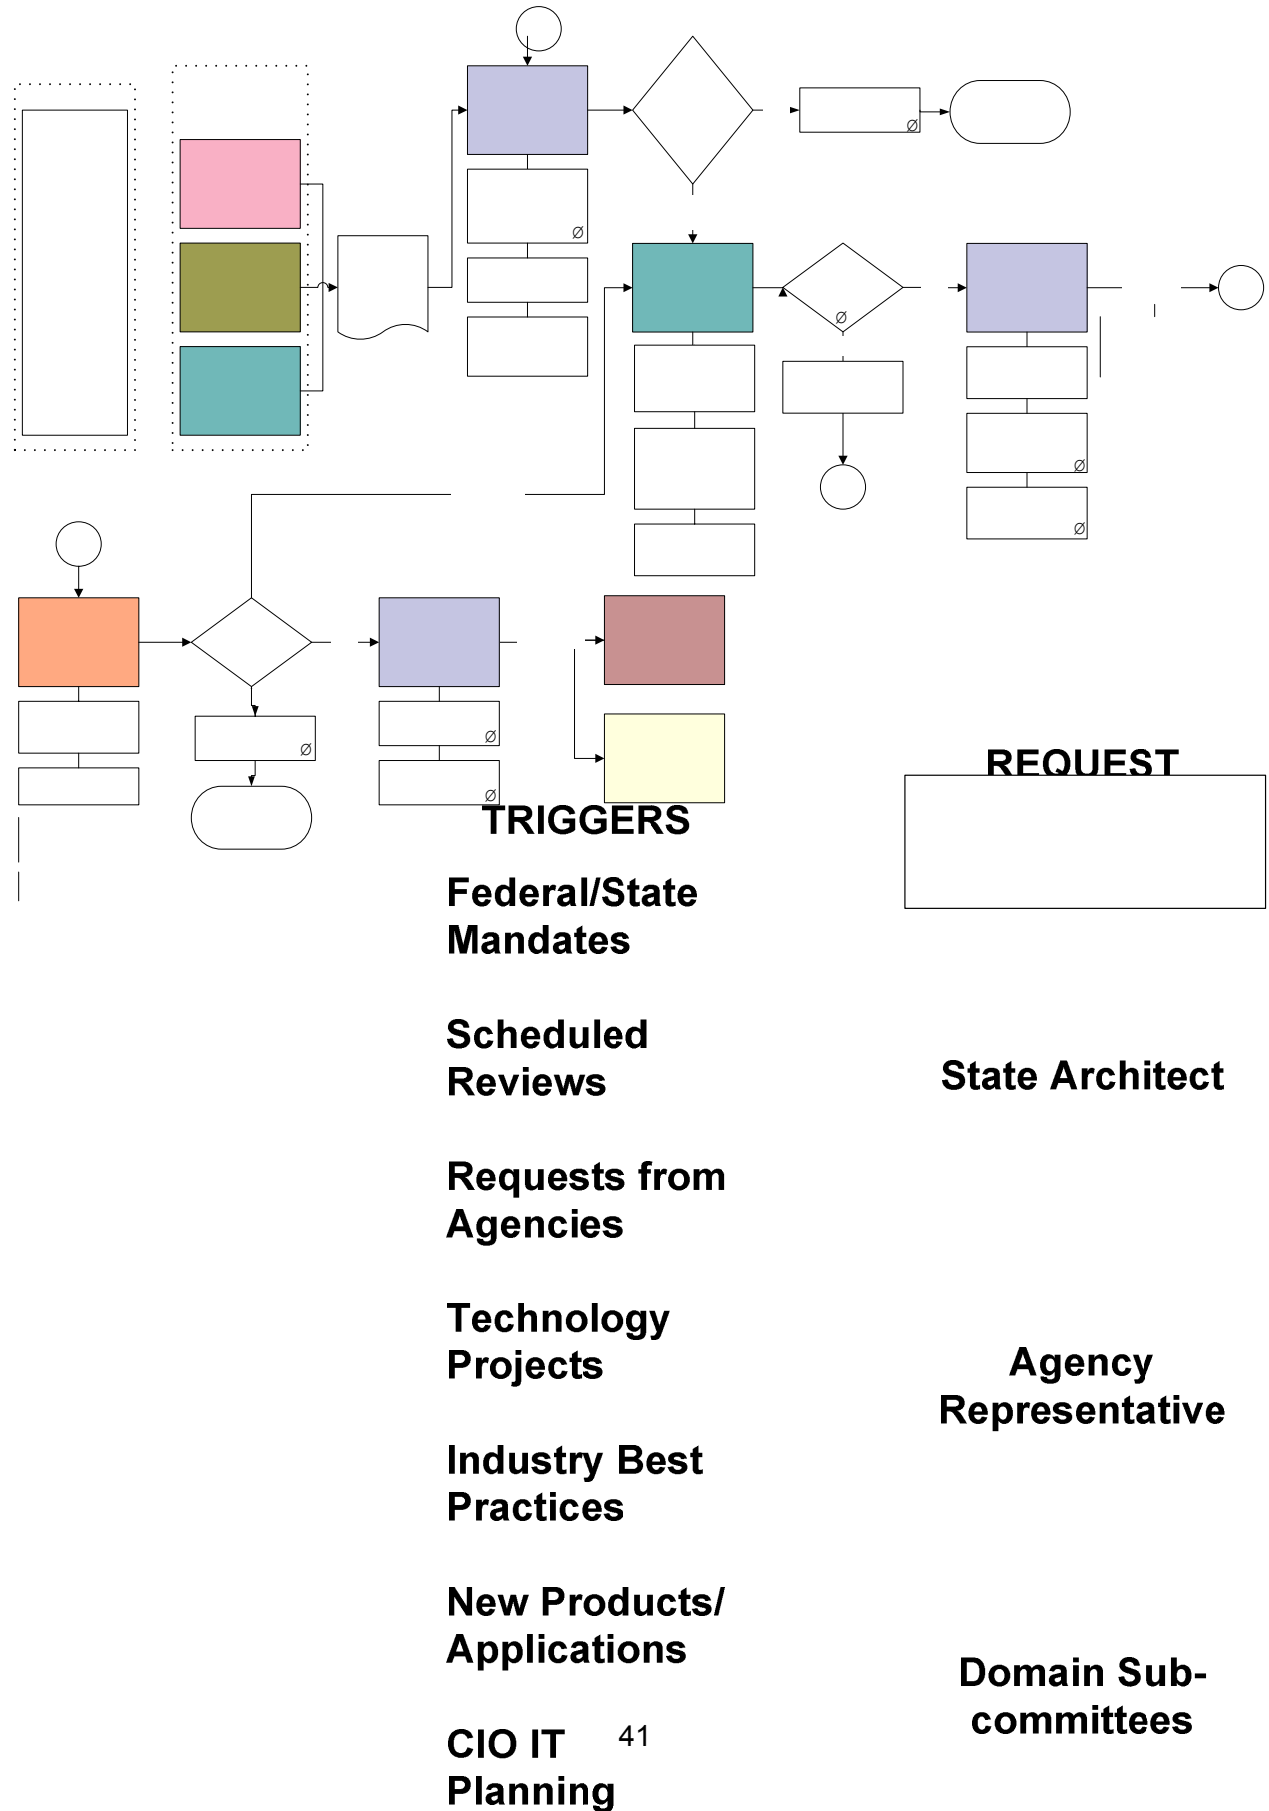 REQUEST
TRIGGERS
Federal/State
Mandates
Scheduled
Reviews
State Architect
Requests from
Agencies
Technology
Projects
Agency
Representative
Industry Best
Practices
New Products/
Applications
Domain Sub-
committees
CIO IT
Planning
41